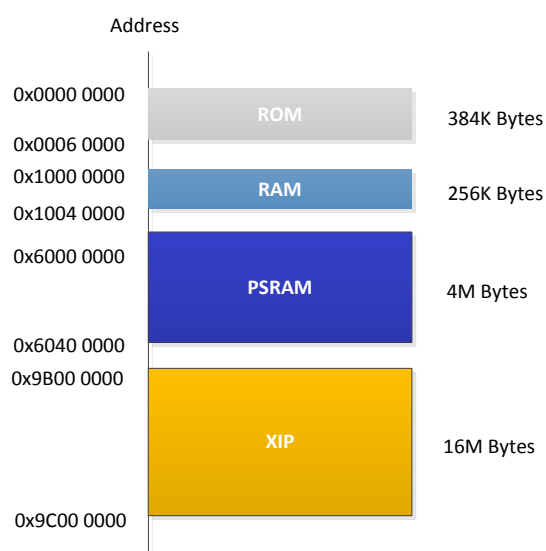 Address
0x0000 0000
ROM
384K Bytes
0x0006 0000
0x1000 0000
RAM
256K Bytes
0x1004 0000
0x6000 0000
PSRAM
4M Bytes
0x6040 0000
0x9B00 0000
XIP
16M Bytes
0x9C00 0000